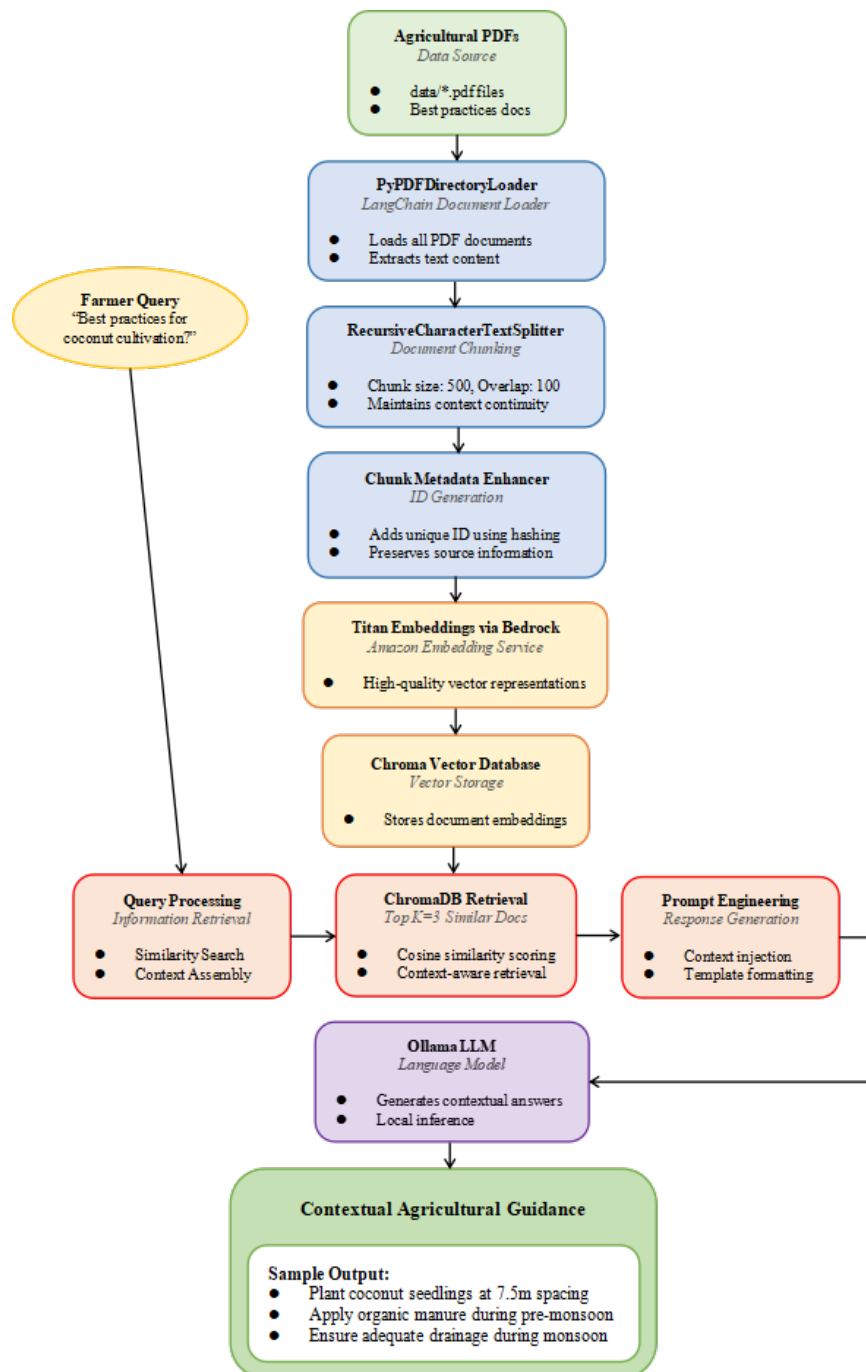 Agricultural PDFs
Data Source
● data/*.pdf files
● Best practices docs
PyPDFDirectoryLoader
LangChain Document Loader
● Loads all PDF documents
● Extracts text content
Farmer Query
“Best practices for
coconut cultivation?”
RecursiveCharacterTextSplitter
Document Chunking
● Chunk size: 500, Overlap: 100
● Maintains context continuity
Chunk Metadata Enhancer
ID Generation
● Adds unique ID using hashing
● Preserves source information
Titan Embeddings via Bedrock
Amazon Embedding Service
● High-quality vector representations
Chroma Vector Database
Vector Storage
● Stores document embeddings
Query Processing
Information Retrieval
● Similarity Search
● Context Assembly
ChromaDB Retrieval
Top K=3 Similar Docs
● Cosine similarity scoring
● Context-aware retrieval
Prompt Engineering
Response Generation
● Context injection
● Template formatting
Ollama LLM
Language Model
● Generates contextual answers
● Local inference
Contextual Agricultural Guidance
Sample Output:
● Plant coconut seedlings at 7.5m spacing
● Apply organic manure during pre-monsoon
● Ensure adequate drainage during monsoon